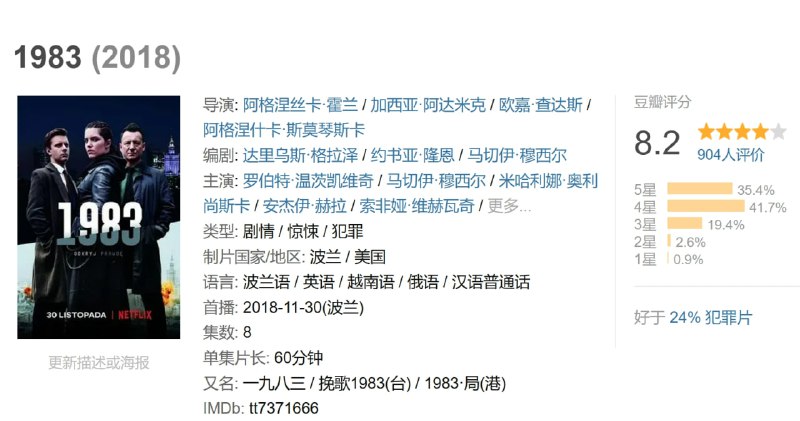 1983 (2018)
导演: 阿格涅丝卡·霍兰 / 加西亚·阿达米克 / 欧嘉·查达斯 /
阿格涅什卡·斯莫琴斯卡
编剧: 达里乌斯·格拉泽 / 约书亚·隆恩 / 马切伊·穆西尔
主演: 罗伯特·温茨凯维奇 / 马切伊·穆西尔 / 米哈利娜·奥利
尚斯卡 / 安杰伊·赫拉 / 索非娅·维赫瓦奇 / 更多...
类型: 剧情 / 惊悚 / 犯罪
制片国家/地区: 波兰 / 美国
语言: 波兰语 / 英语 / 越南语 / 俄语 / 汉语普通话
首播: 2018-11-30(波兰)
集数: 8
单集片长: 60分钟
又名: 一九八三 / 挽歌1983(台) / 1983·局(港)
IMDb: tt7371666
1983
ODKRYJ PRAWDĘ
30 LISTOPADA | NETFLIX
更新描述或海报
豆瓣评分
8.2
904人评价
5星 35.4%
4星 41.7%
3星 19.4%
2星 2.6%
1星 0.9%
好于 24% 犯罪片